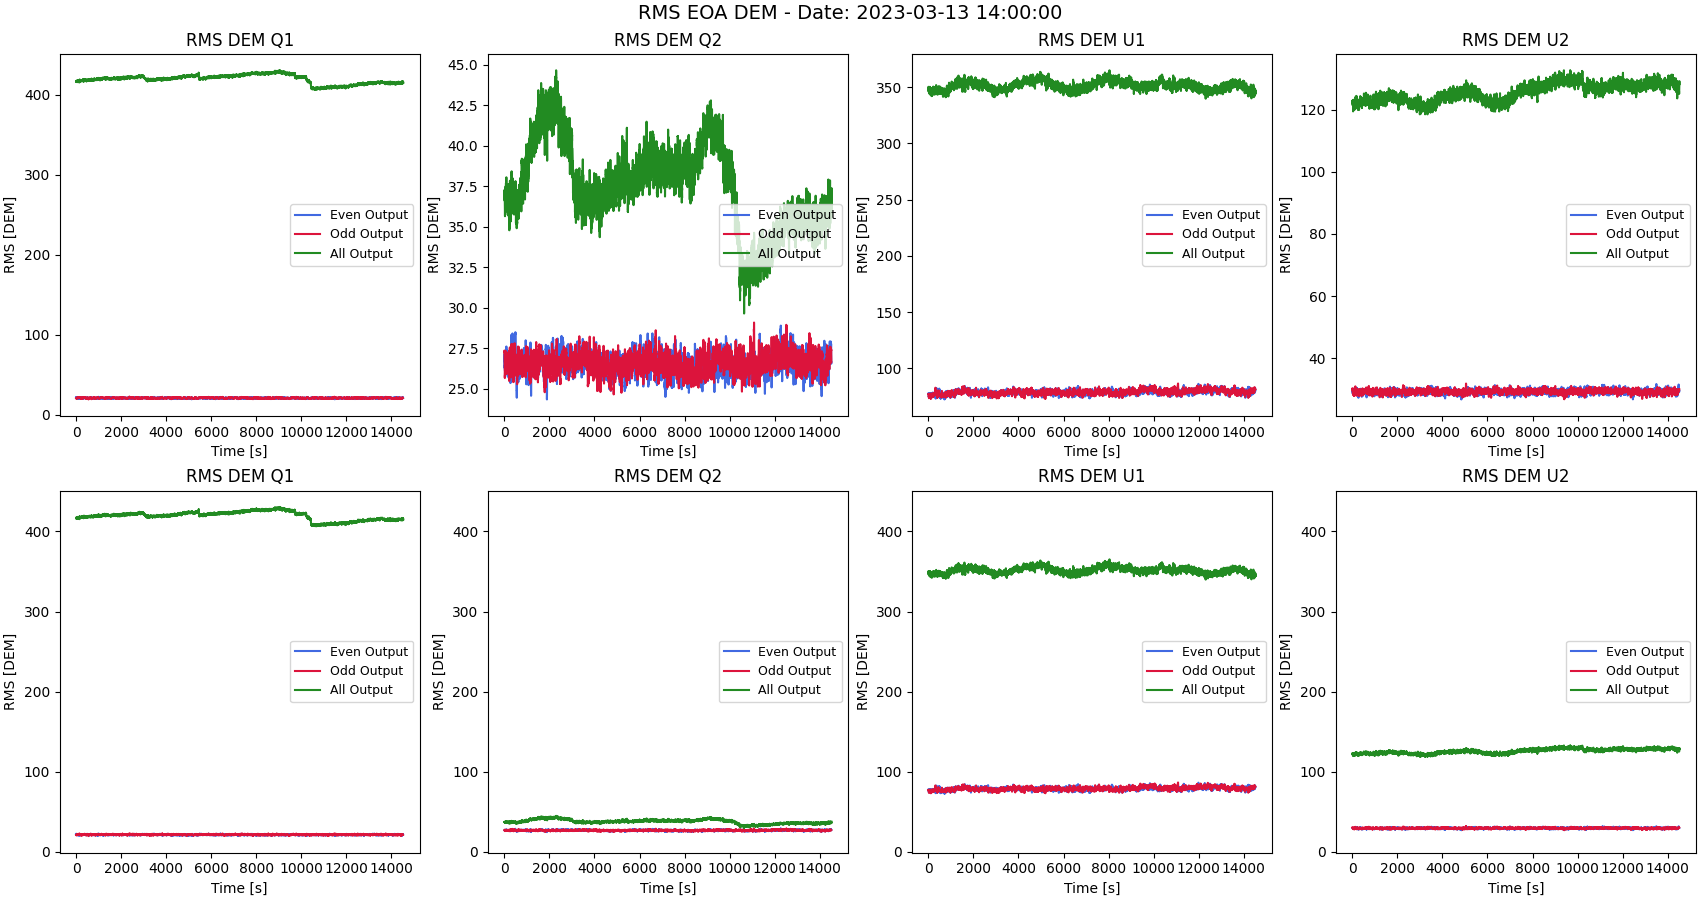 RMS EOA DEM - Date: 2023-03-13 14:00:00
RMS DEM Q1
RMS [DEM]
400
300
200
100
0
Even Output
Odd Output
All Output
0 2000 4000 6000 8000 10000 12000 14000
Time [s]
RMS DEM Q2
RMS [DEM]
45.0
42.5
40.0
37.5
35.0
32.5
30.0
27.5
25.0
Even Output
Odd Output
All Output
0 2000 4000 6000 8000 10000 12000 14000
Time [s]
RMS DEM U1
RMS [DEM]
350
300
250
200
150
100
Even Output
Odd Output
All Output
0 2000 4000 6000 8000 10000 12000 14000
Time [s]
RMS DEM U2
RMS [DEM]
120
100
80
60
40
Even Output
Odd Output
All Output
0 2000 4000 6000 8000 10000 12000 14000
Time [s]
RMS DEM Q1
RMS [DEM]
400
300
200
100
0
Even Output
Odd Output
All Output
0 2000 4000 6000 8000 10000 12000 14000
Time [s]
RMS DEM Q2
RMS [DEM]
400
300
200
100
0
Even Output
Odd Output
All Output
0 2000 4000 6000 8000 10000 12000 14000
Time [s]
RMS DEM U1
RMS [DEM]
400
300
200
100
0
Even Output
Odd Output
All Output
0 2000 4000 6000 8000 10000 12000 14000
Time [s]
RMS DEM U2
RMS [DEM]
400
300
200
100
0
Even Output
Odd Output
All Output
0 2000 4000 6000 8000 10000 12000 14000
Time [s]